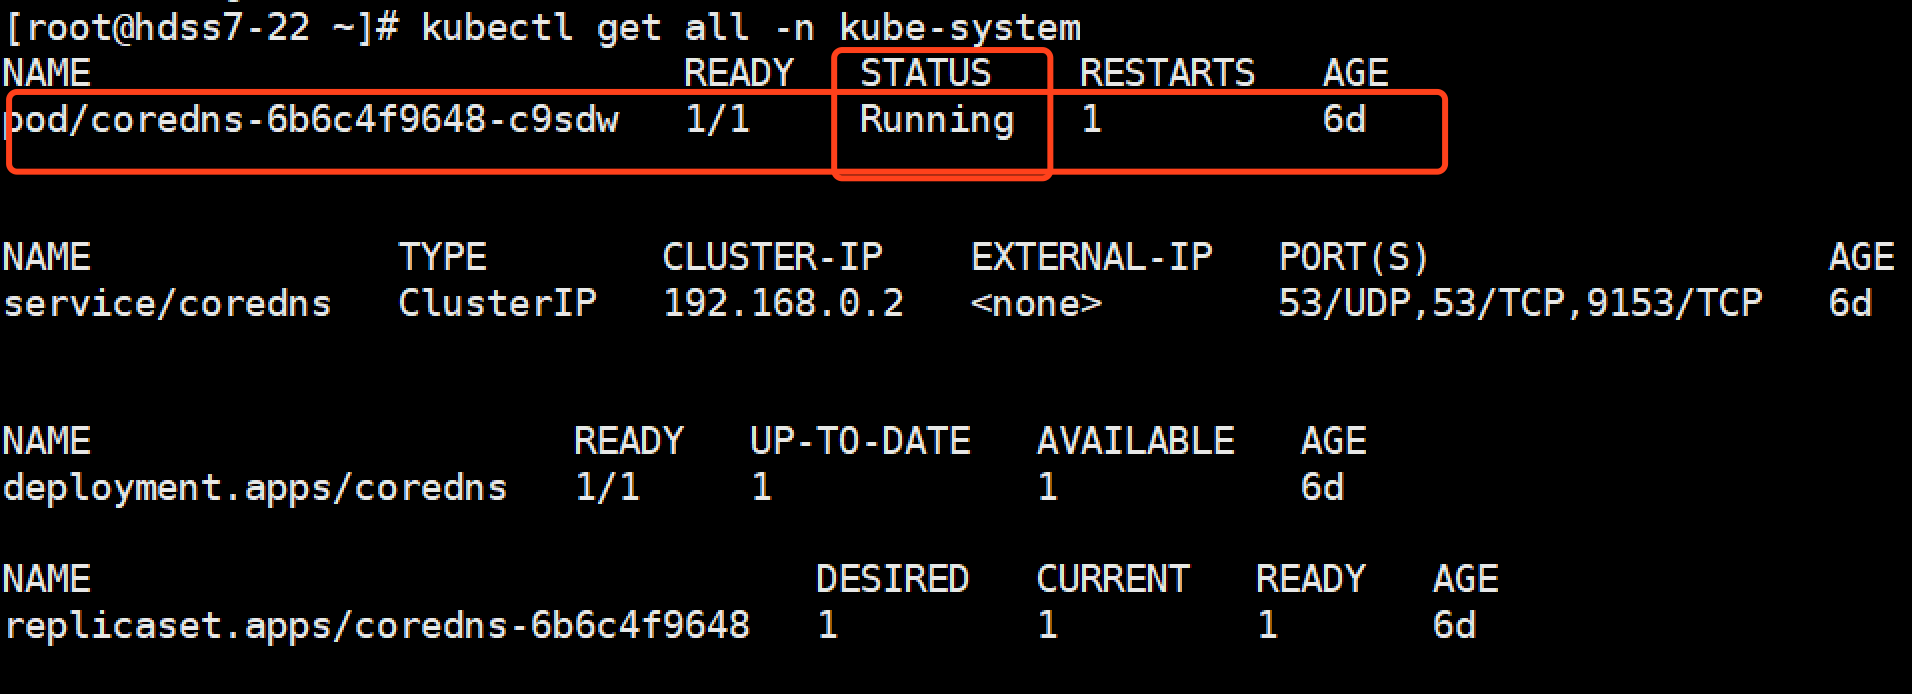 [root@hdss7-22 ~]# kubectl get all -n kube-system
NAME READY STATUS RESTARTS AGE
pod/coredns-6b6c4f9648-c9sdw 1/1 Running 1 6d
NAME TYPE CLUSTER-IP EXTERNAL-IP PORT(S) AGE
service/coredns ClusterIP 192.168.0.2 <none> 53/UDP,53/TCP,9153/TCP 6d
NAME READY UP-TO-DATE AVAILABLE AGE
deployment.apps/coredns 1/1 1 1 6d
NAME DESIRED CURRENT READY AGE
replicaset.apps/coredns-6b6c4f9648 1 1 1 6d